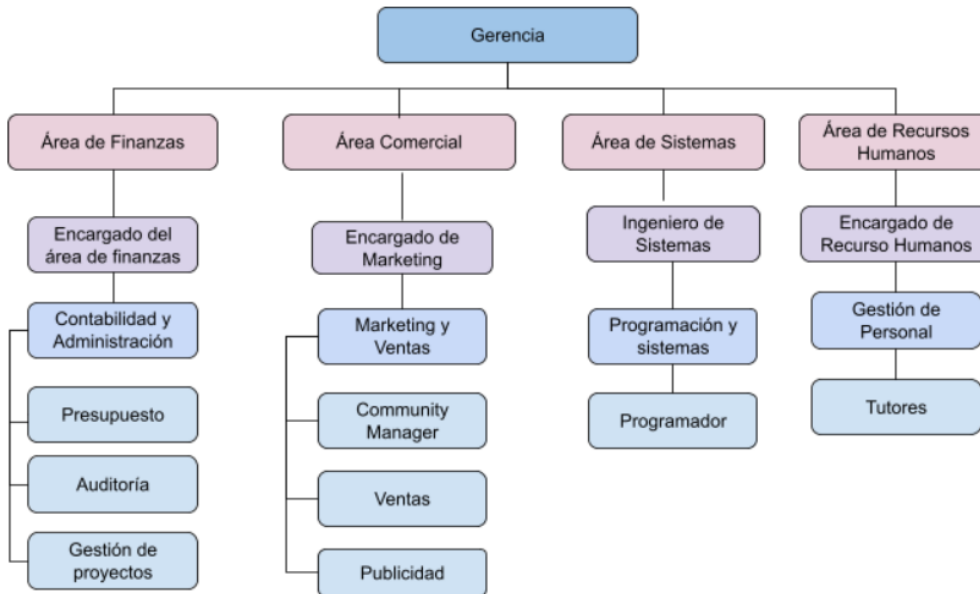 Gerencia
Área de Finanzas
Área Comercial
Área de Sistemas
Área de Recursos
Humanos
Encargado del
área de finanzas
Encargado de
Marketing
Ingeniero de
Sistemas
Encargado de
Recurso Humanos
Contabilidad y
Administración
Marketing y
Ventas
Programación y
sistemas
Gestión de
Personal
Presupuesto
Community
Manager
Programador
Tutores
Auditoría
Ventas
Gestión de
proyectos
Publicidad